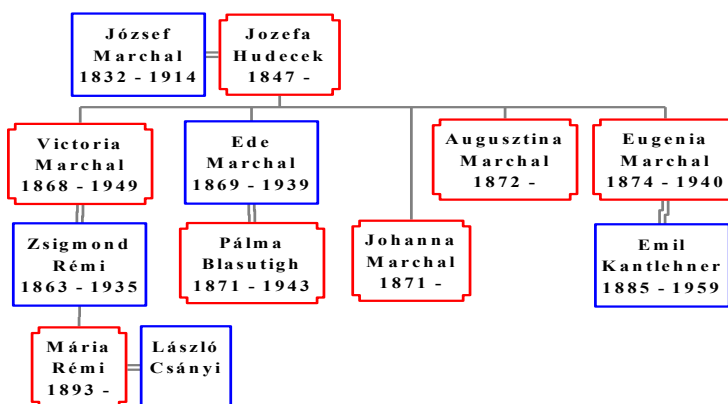 József
Marchal
1832 - 1914
Jozefa
Hudecek
1847 -
Victoria
Marchal
1868 - 1949
Ede
Marchal
1869 - 1939
Augusztina
Marchal
1872 -
Eugenia
Marchal
1874 - 1940
Zsigmond
Rémi
1863 - 1935
Pálma
Blasutigh
1871 - 1943
Johanna
Marchal
1871 -
Emil
Kantlehner
1885 - 1959
Mária
Rémi
1893 -
László
Csányi